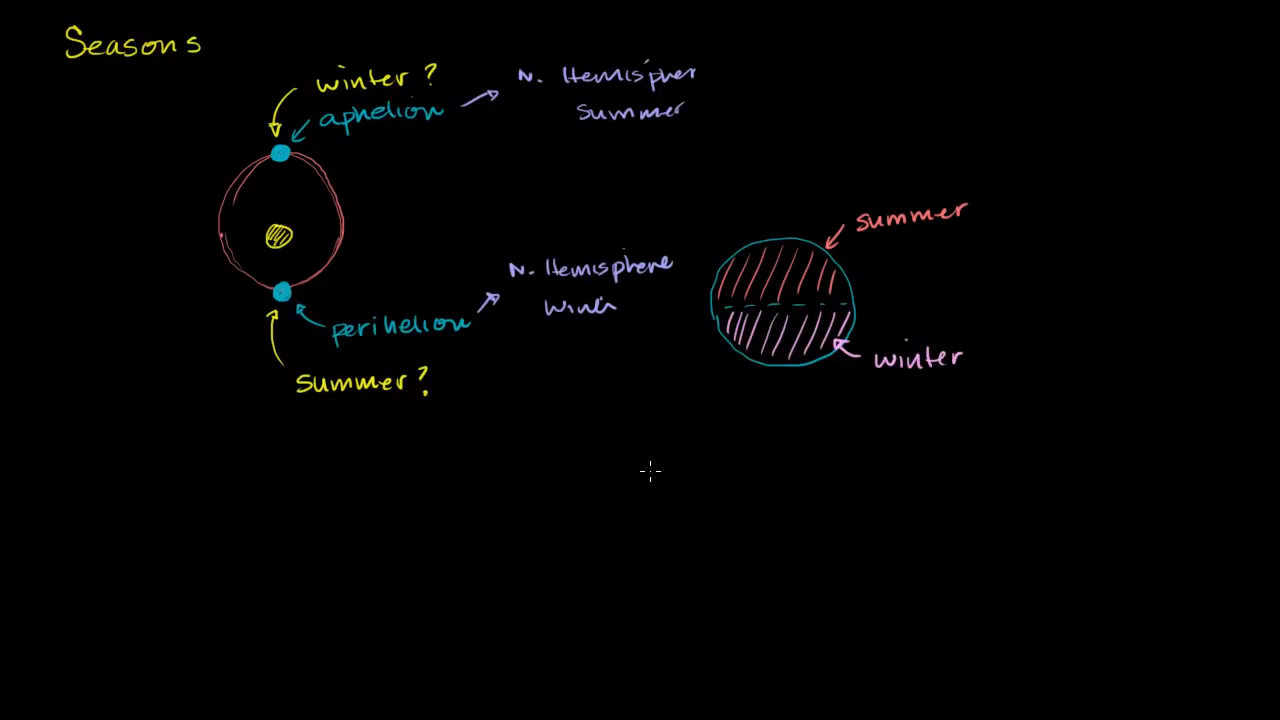 Seasons
winter?
aphelion
N. Hemispher
summer
summer
N. Hemisphere
perihelion
winter
summer?